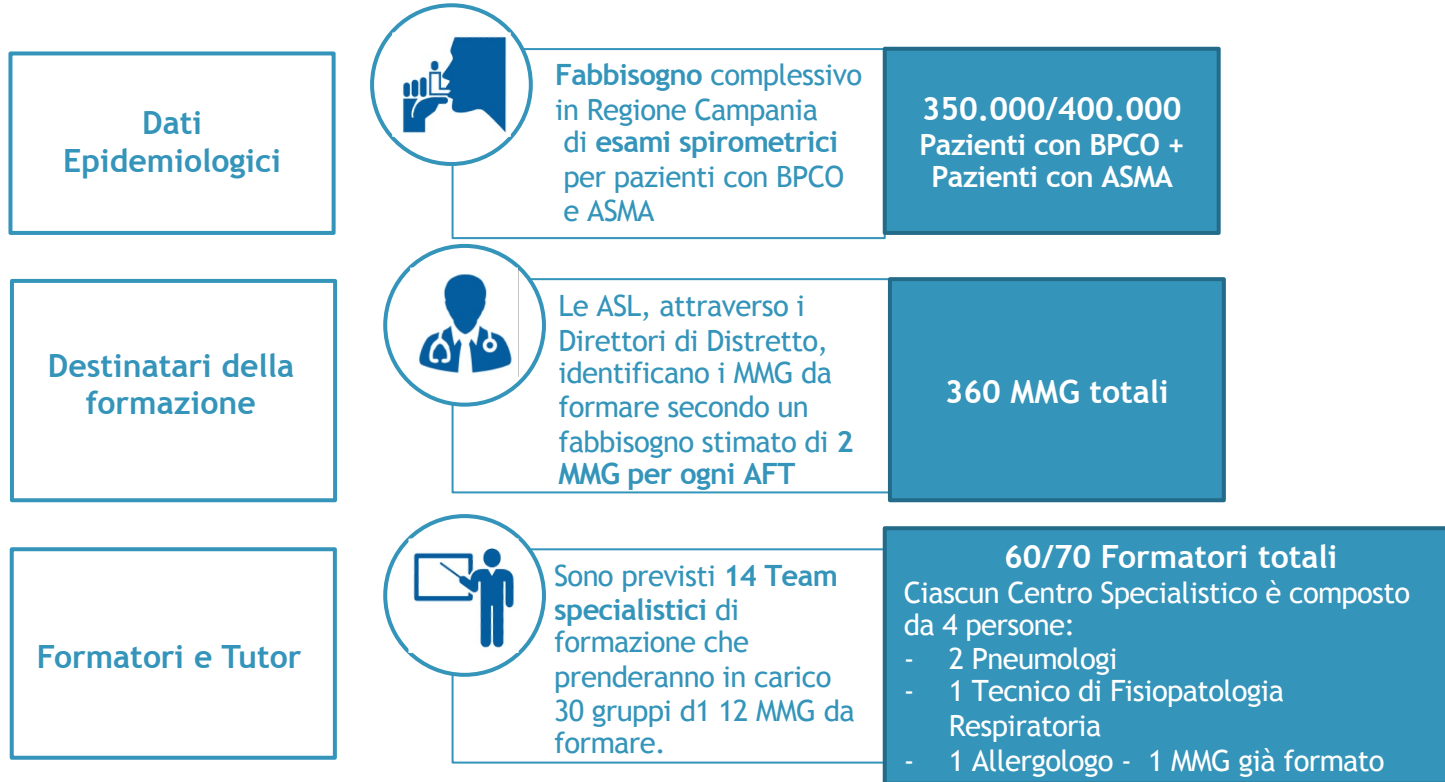 Dati
Epidemiologici
Fabbisogno complessivo
in Regione Campania
di esami spirometrici
per pazienti con BPCO
e ASMA
350.000/400.000
Pazienti con BPCO +
Pazienti con ASMA
Destinatari della
formazione
Le ASL, attraverso i
Direttori di Distretto,
identificano i MMG da
formare secondo un
fabbisogno stimato di 2
MMG per ogni AFT
360 MMG totali
Formatori e Tutor
Sono previsti 14 Team
specialistici di
formazione che
prenderanno in carico
30 gruppi d1 12 MMG da
formare.
60/70 Formatori totali
Ciascun Centro Specialistico è composto
da 4 persone:
- 2 Pneumologi
- 1 Tecnico di Fisiopatologia
Respiratoria
- 1 Allergologo - 1 MMG già formato